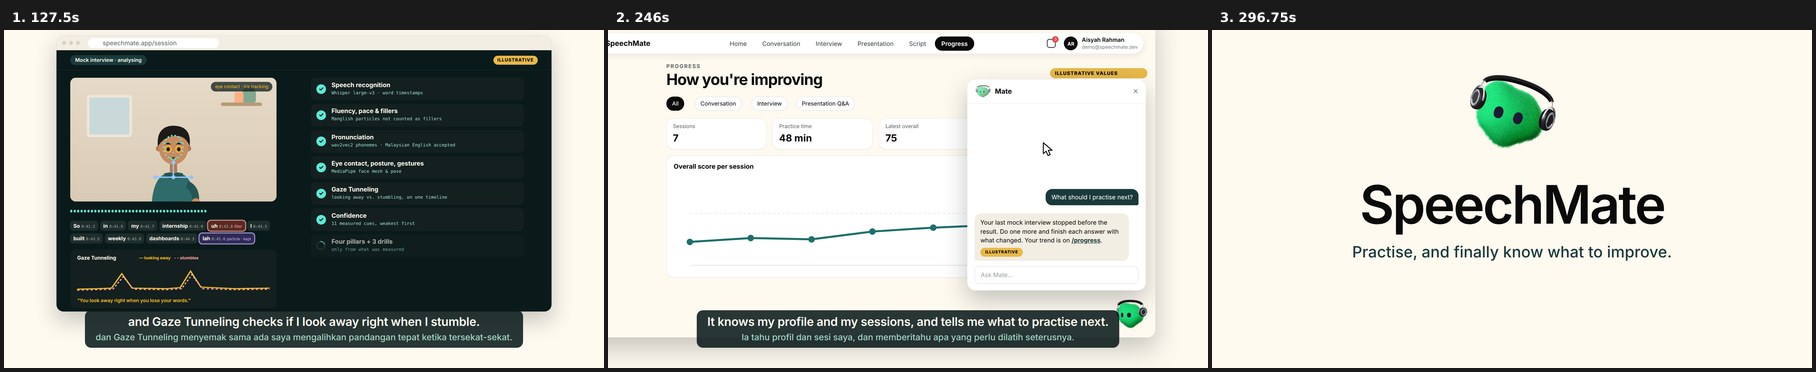 1. 127.5s
speechmate.app/session
Mock interview · analysing
ILLUSTRATIVE
eye contact · iris tracking
Speech recognition
Whisper large-v3 · word timestamps
Fluency, pace & fillers
Manglish particles not counted as fillers
Pronunciation
wav2vec2 phonemes · Malaysian English accepted
Eye contact, posture, gestures
MediaPipe face mesh & pose
Gaze Tunneling
looking away vs. stumbling, on one timeline
Confidence
31 measured cues, weakest first
Four pillars + 3 drills
only from what was measured
So in my internship uh I
built weekly dashboards lah
Gaze Tunneling
looking away
stumbles
"You look away right when you lose your words."
and Gaze Tunneling checks if I look away right when I stumble.
dan Gaze Tunneling menyemak sama ada saya mengalihkan pandangan tepat ketika tersekat-sekat.
2. 246s
SpeechMate
Home Conversation Interview Presentation Script Progress
AR
Aisyah Rahman
demo@speechmate.dev
PROGRESS
How you're improving
ILLUSTRATIVE VALUES
All Conversation Interview Presentation Q&A
Sessions
7
Practice time
48 min
Latest overall
75
Overall score per session
Mate
What should I practise next?
Your last mock interview stopped before the
result. Do one more and finish each answer with
what changed. Your trend is on /progress.
ILLUSTRATIVE
Ask Mate...
It knows my profile and my sessions, and tells me what to practise next.
Ia tahu profil dan sesi saya, dan memberitahu apa yang perlu dilatih seterusnya.
3. 296.75s
SpeechMate
Practise, and finally know what to improve.